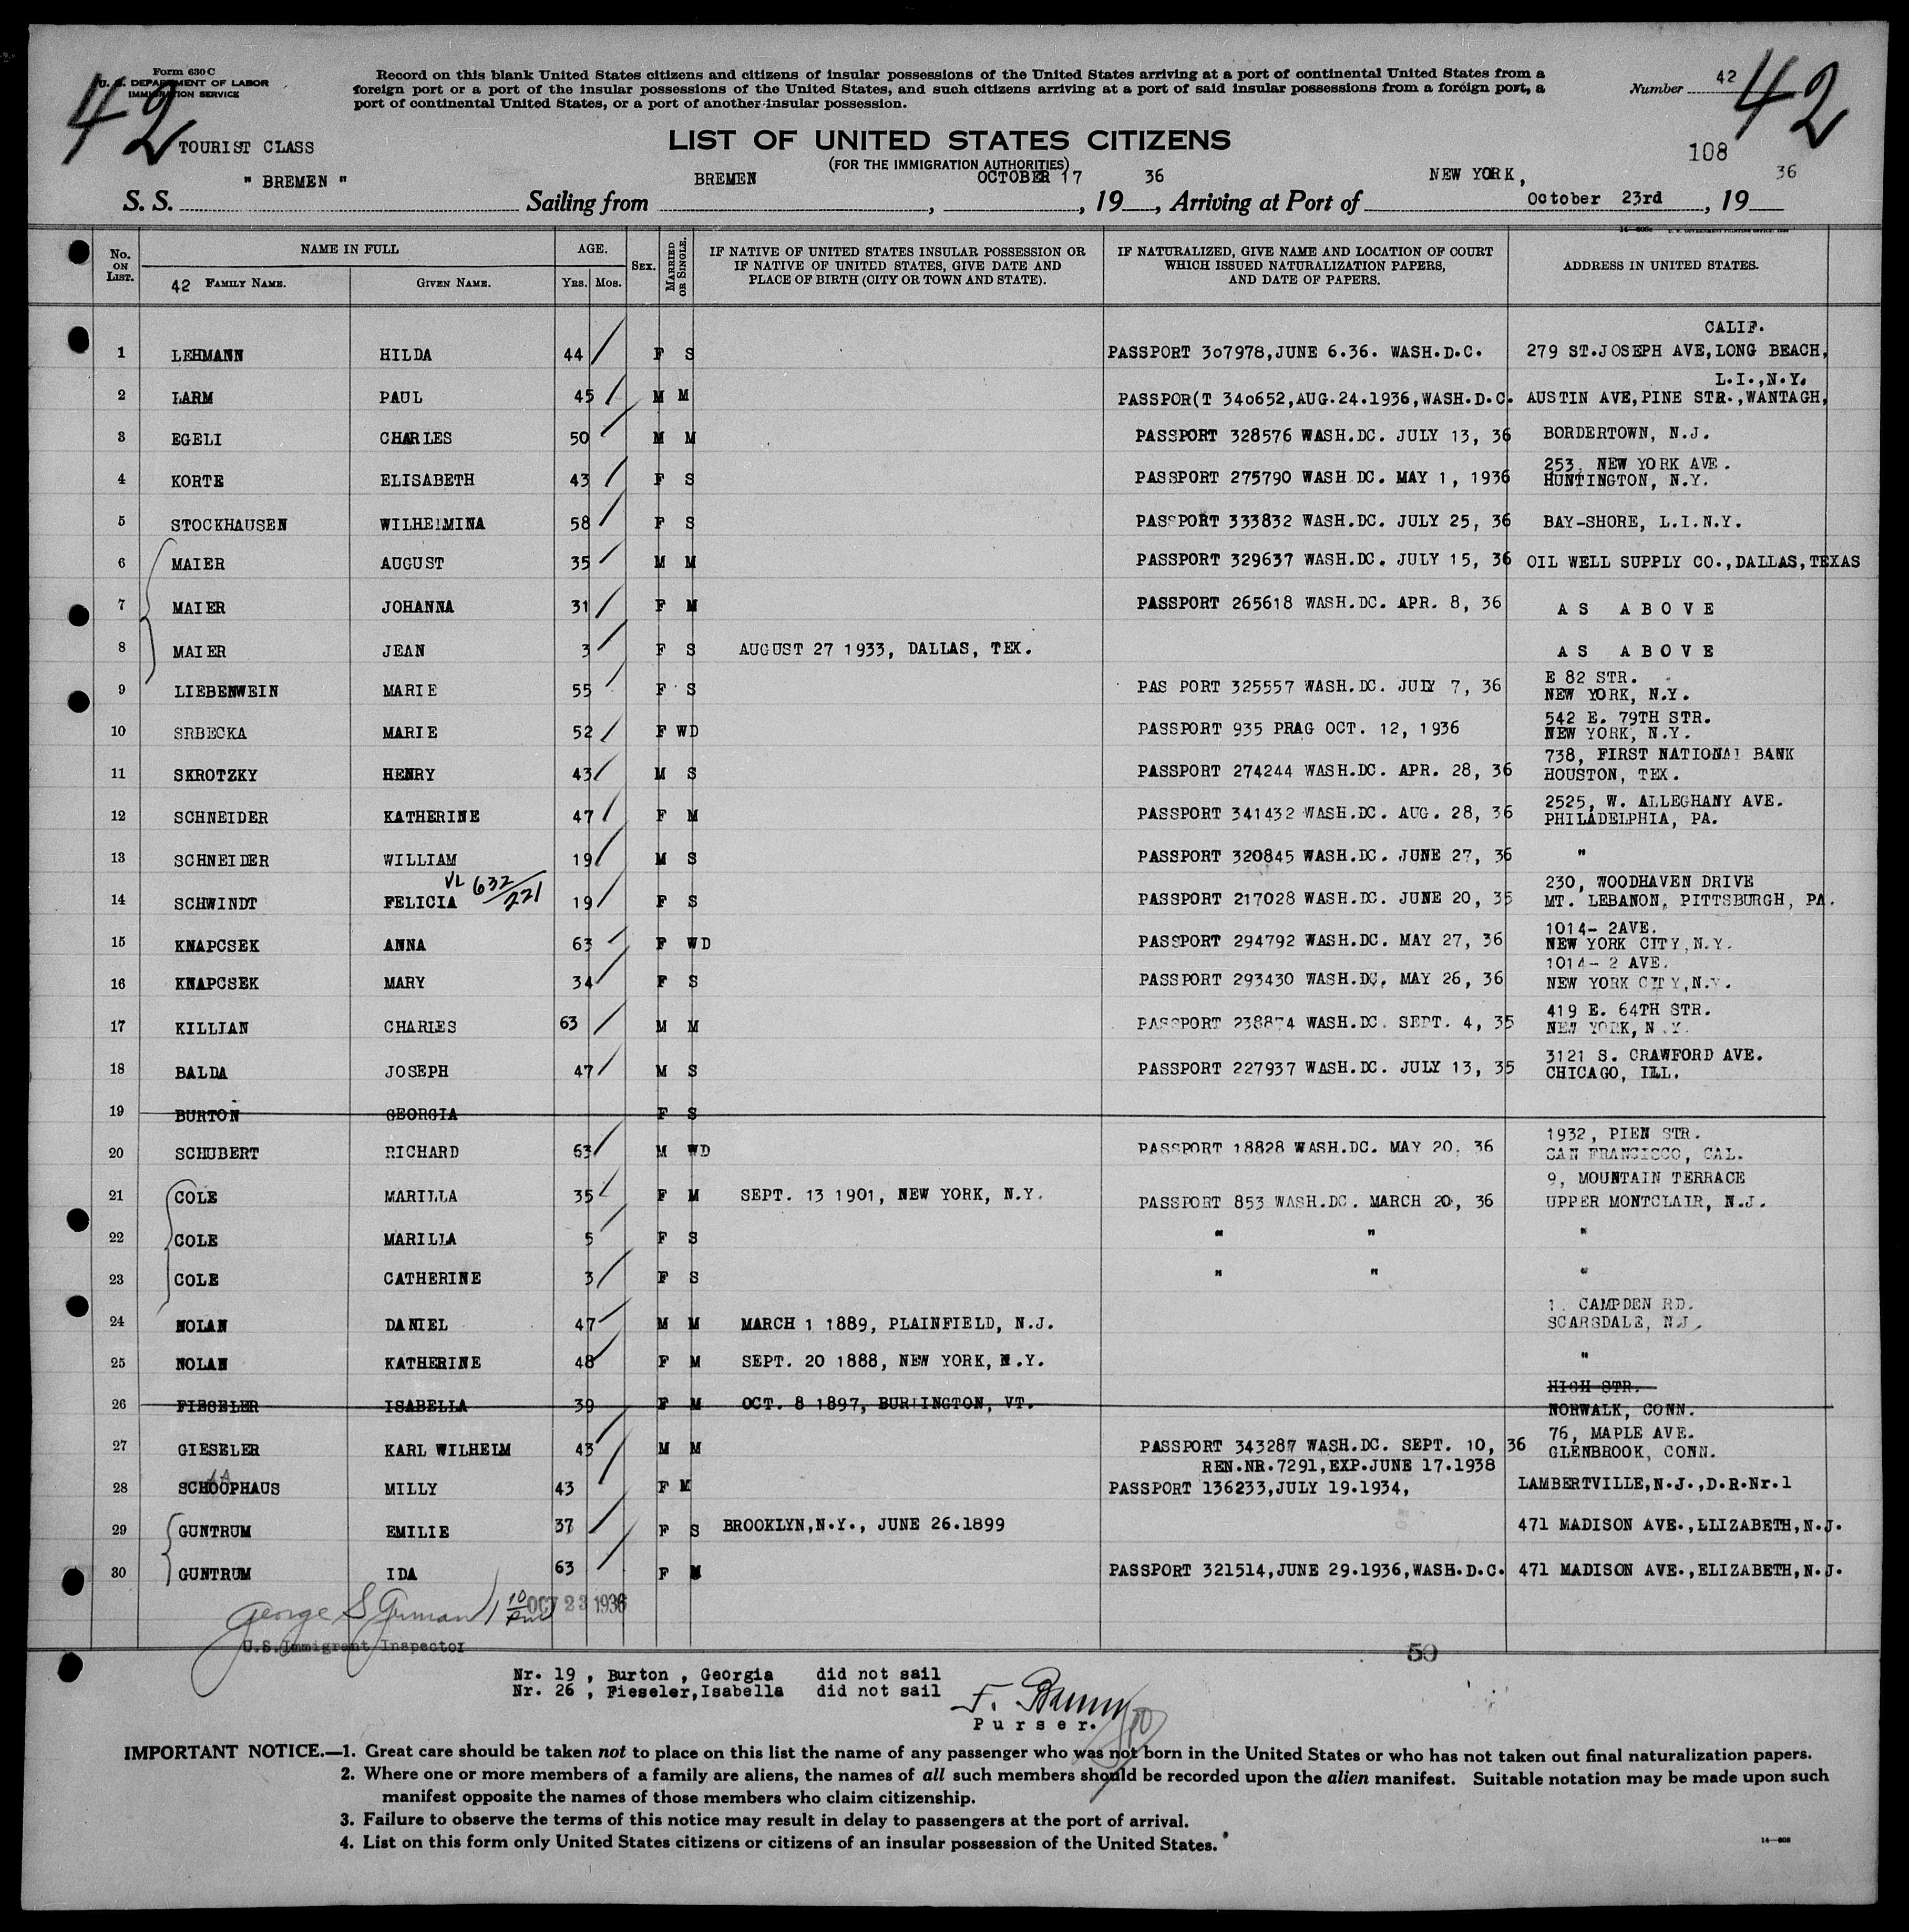 Form 630 C
U. S. DEPARTMENT OF LABOR
IMMIGRATION SERVICE
42
Record on this blank United States citizens and citizens of insular possessions of the United States arriving at a port of continental United States from a
foreign port or a port of the insular possessions of the United States, and such citizens arriving at a port of said insular possessions from a foreign port, a
port of continental United States, or a port of another insular possession.
Number 42
42
TOURIST CLASS
LIST OF UNITED STATES CITIZENS
(FOR THE IMMIGRATION AUTHORITIES)
108
S. S. " BREMEN " Sailing from BREMEN, OCTOBER 17, 1936, Arriving at Port of NEW YORK, October 23rd, 1936
No. ON LIST.
NAME IN FULL
42 FAMILY NAME. GIVEN NAME.
AGE. YRS. MOS.
SEX.
MARRIED OR SINGLE.
IF NATIVE OF UNITED STATES INSULAR POSSESSION OR
IF NATIVE OF UNITED STATES, GIVE DATE AND
PLACE OF BIRTH (CITY OR TOWN AND STATE).
IF NATURALIZED, GIVE NAME AND LOCATION OF COURT
WHICH ISSUED NATURALIZATION PAPERS,
AND DATE OF PAPERS.
ADDRESS IN UNITED STATES.
CALIF.
1 LEHMANN HILDA 44 F S PASSPORT 307978,JUNE 6.36. WASH.D.C. 279 ST.JOSEPH AVE,LONG BEACH,
L.I.,N.Y.
2 LARM PAUL 45 M M PASSPOR(T 340652,AUG.24.1936,WASH.D.C. AUSTIN AVE,PINE STR.,WANTAGH,
3 EGELI CHARLES 50 M M PASSPORT 328576 WASH.DC. JULY 13, 36 BORDERTOWN, N.J.
253, NEW YORK AVE.
4 KORTE ELISABETH 43 F S PASSPORT 275790 WASH DC. MAY 1, 1936 HUNTINGTON, N.Y.
5 STOCKHAUSEN WILHELMINA 58 F S PASSPORT 333832 WASH.DC. JULY 25, 36 BAY-SHORE, L.I.N.Y.
6 MAIER AUGUST 35 M M PASSPORT 329637 WASH.DC. JULY 15, 36 OIL WELL SUPPLY CO.,DALLAS,TEXAS
7 MAIER JOHANNA 31 F M PASSPORT 265618 WASH.DC. APR. 8, 36 AS ABOVE
8 MAIER JEAN 3 F S AUGUST 27 1933, DALLAS, TEX. AS ABOVE
E 82 STR.
9 LIEBENWEIN MARIE 55 F S PAS PORT 325557 WASH.DC. JULY 7, 36 NEW YORK, N.Y.
542 E. 79TH STR.
10 SRBECKA MARIE 52 F WD PASSPORT 935 PRAG OCT. 12, 1936 NEW YORK, N.Y.
738, FIRST NATIONAL BANK
11 SKROTZKY HENRY 43 M S PASSPORT 274244 WASH.DC. APR. 28, 36 HOUSTON, TEX.
2525, W. ALLEGHANY AVE.
12 SCHNEIDER KATHERINE 47 F M PASSPORT 341432 WASH.DC. AUG. 28, 36 PHILADELPHIA, PA.
13 SCHNEIDER WILLIAM 19 M S PASSPORT 320845 WASH.DC. JUNE 27, 36 "
VL 632/221
230, WOODHAVEN DRIVE
14 SCHWINDT FELICIA 19 F S PASSPORT 217028 WASH.DC. JUNE 20, 35 MT. LEBANON, PITTSBURGH, PA.
1014- 2AVE.
15 KNAPCSEK ANNA 63 F WD PASSPORT 294792 WASH.DC. MAY 27, 36 NEW YORK CITY,N.Y.
1014- 2 AVE.
16 KNAPCSEK MARY 34 F S PASSPORT 293430 WASH.DC. MAY 26, 36 NEW YORK CITY,N.Y.
419 E. 64TH STR.
17 KILLIAN CHARLES 63 M M PASSPORT 238874 WASH.DC. SEPT. 4, 35 NEW YORK, N.Y.
3121 S. CRAWFORD AVE.
18 BALDA JOSEPH 47 M S PASSPORT 227937 WASH.DC. JULY 13, 35 CHICAGO, ILL.
19 BURTON GEORGIA F S
1932, PIEN STR.
20 SCHUBERT RICHARD 63 M WD PASSPORT 18828 WASH.DC. MAY 20, 36 SAN FRANCISCO, CAL.
9, MOUNTAIN TERRACE
21 COLE MARILLA 35 F M SEPT. 13 1901, NEW YORK, N.Y. PASSPORT 853 WASH.DC. MARCH 20, 36 UPPER MONTCLAIR, N.J.
22 COLE MARILLA 5 F S " " "
23 COLE CATHERINE 3 F S " " "
1. CAMPDEN RD.
24 NOLAN DANIEL 47 M M MARCH 1 1889, PLAINFIELD, N.J. SCARSDALE, N.J.
25 NOLAN KATHERINE 48 F M SEPT. 20 1888, NEW YORK, N.Y. "
HIGH STR.
26 FIESELER ISABELLA 39 F M OCT. 8 1897, BURLINGTON, VT. NORWALK, CONN.
76, MAPLE AVE.
27 GIESELER KARL WILHELM 43 M M PASSPORT 343287 WASH.DC. SEPT. 10, 36 GLENBROOK, CONN.
REN.NR.7291,EXP.JUNE 17.1938
28 SCHOOPHAUS MILLY 43 F M PASSPORT 136233,JULY 19.1934, LAMBERTVILLE,N.J.,D.R.Nr.1
29 GUNTRUM EMILIE 37 F S BROOKLYN,N.Y., JUNE 26.1899 471 MADISON AVE.,ELIZABETH,N.J.
30 GUNTRUM IDA 63 F M PASSPORT 321514,JUNE 29.1936,WASH.D.C. 471 MADISON AVE.,ELIZABETH,N.J.
George S OCT 23 1936
U.S.Immigrant Inspector
50
Nr. 19 , Burton , Georgia did not sail
Nr. 26 , Fieseler,Isabella did not sail
Purser.
IMPORTANT NOTICE.—1. Great care should be taken not to place on this list the name of any passenger who was not born in the United States or who has not taken out final naturalization papers.
2. Where one or more members of a family are aliens, the names of all such members should be recorded upon the alien manifest. Suitable notation may be made upon such
manifest opposite the names of those members who claim citizenship.
3. Failure to observe the terms of this notice may result in delay to passengers at the port of arrival.
4. List on this form only United States citizens or citizens of an insular possession of the United States.
14—608